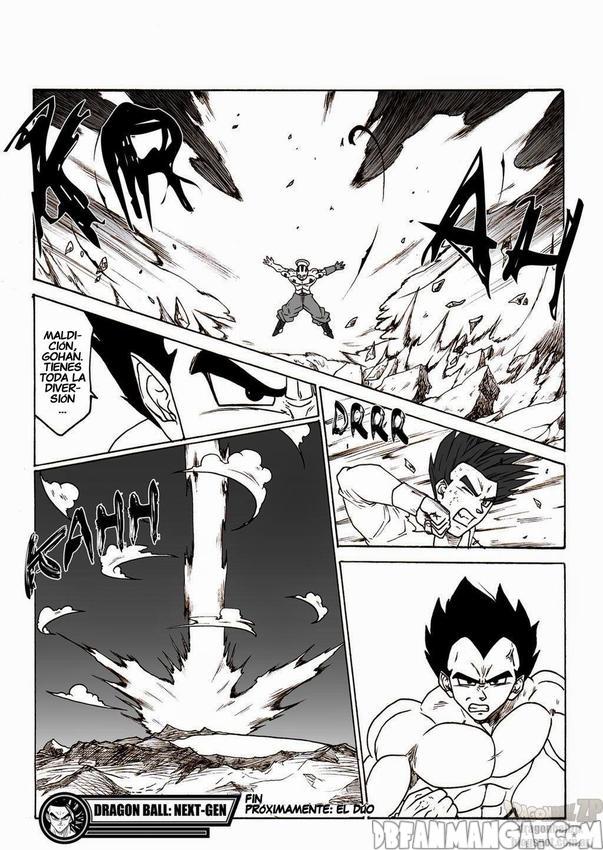 KR
AH
MALDI-
CIÓN,
GOHAN.
TIENES
TODA LA
DIVER-
SIÓN
...
DRRR
KAHH
DRAGON BALL: NEXT-GEN
FIN
PRÓXIMAMENTE: EL DÚO
DBFANMANGA.COM